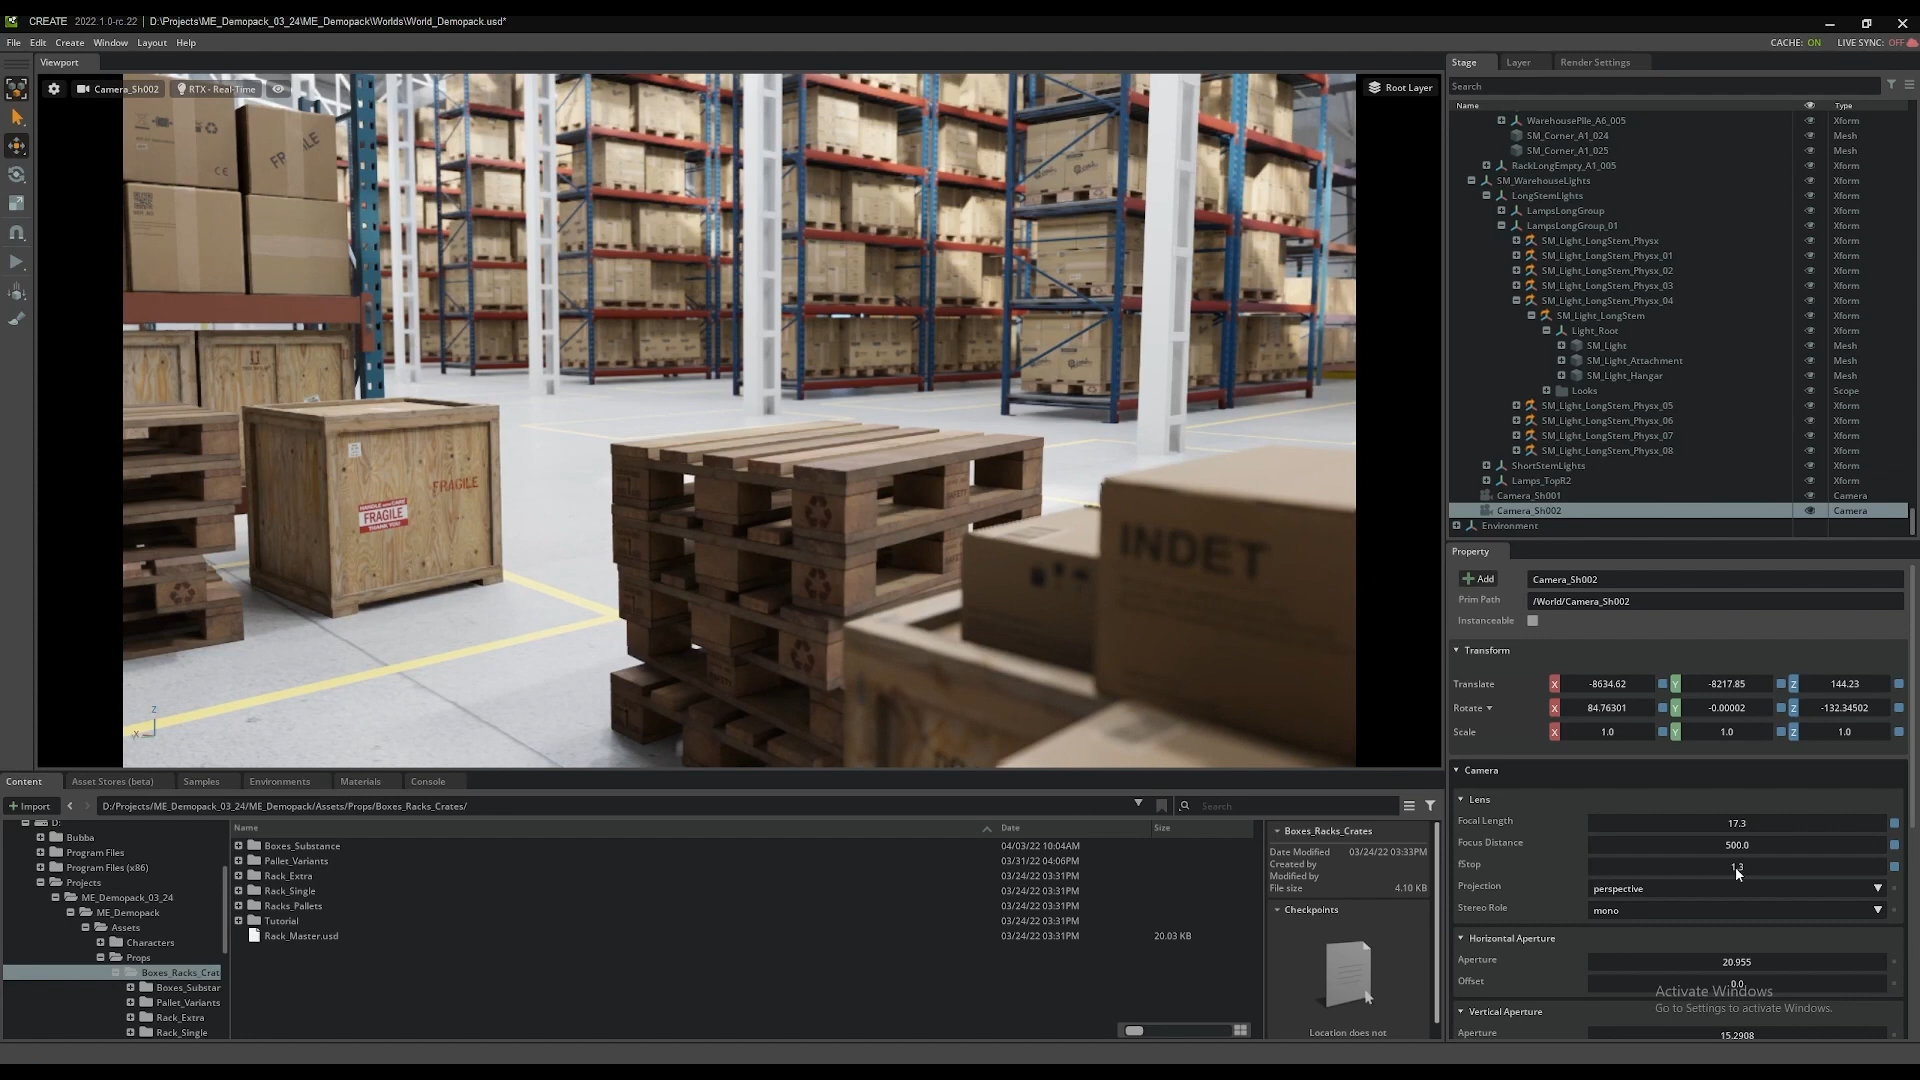 CREATE 2022.1.0-rc.22 | D:\Projects\ME_Demopack_03_24\ME_Demopack\Worlds\World_Demopack.usd*
File Edit Create Window Layout Help
CACHE: ON LIVE SYNC: OFF
Viewport
Camera_Sh002
RTX - Real-Time
Root Layer
FRAGILE
CE
FRAGILE
HANDLE WITH CARE
FRAGILE
THANK YOU
SAFETY
INDET
Z
X
Stage Layer Render Settings
Search
Name Type
WarehousePile_A6_005 Xform
SM_Corner_A1_024 Mesh
SM_Corner_A1_025 Mesh
RackLongEmpty_A1_005 Xform
SM_WarehouseLights Xform
LongStemLights Xform
LampsLongGroup Xform
LampsLongGroup_01 Xform
SM_Light_LongStem_Physx Xform
SM_Light_LongStem_Physx_01 Xform
SM_Light_LongStem_Physx_02 Xform
SM_Light_LongStem_Physx_03 Xform
SM_Light_LongStem_Physx_04 Xform
SM_Light_LongStem Xform
Light_Root Xform
SM_Light Mesh
SM_Light_Attachment Mesh
SM_Light_Hangar Mesh
Looks Scope
SM_Light_LongStem_Physx_05 Xform
SM_Light_LongStem_Physx_06 Xform
SM_Light_LongStem_Physx_07 Xform
SM_Light_LongStem_Physx_08 Xform
ShortStemLights Xform
Lamps_TopR2 Xform
Camera_Sh001 Camera
Camera_Sh002 Camera
Environment
Property
Add Camera_Sh002
Prim Path /World/Camera_Sh002
Instanceable
Transform
Translate X -8634.62 Y -8217.85 Z 144.23
Rotate X 84.76301 Y -0.00002 Z -132.34502
Scale X 1.0 Y 1.0 Z 1.0
Camera
Lens
Focal Length 17.3
Focus Distance 500.0
fStop 1.3
Projection perspective
Stereo Role mono
Horizontal Aperture
Aperture 20.955
Offset 0.0
Activate Windows
Go to Settings to activate Windows.
Vertical Aperture
Aperture 15.2908
Content Asset Stores (beta) Samples Environments Materials Console
Import D:/Projects/ME_Demopack_03_24/ME_Demopack/Assets/Props/Boxes_Racks_Crates/ Search
D:
Bubba
Program Files
Program Files (x86)
Projects
ME_Demopack_03_24
ME_Demopack
Assets
Characters
Props
Boxes_Racks_Crat
Boxes_Substar
Pallet_Variants
Rack_Extra
Rack_Single
Name Date Size
Boxes_Substance 04/03/22 10:04AM
Pallet_Variants 03/31/22 04:06PM
Rack_Extra 03/24/22 03:31PM
Rack_Single 03/24/22 03:31PM
Racks_Pallets 03/24/22 03:31PM
Tutorial 03/24/22 03:31PM
Rack_Master.usd 03/24/22 03:31PM 20.03 KB
Boxes_Racks_Crates
Date Modified 03/24/22 03:33PM
Created by
Modified by
File size 4.10 KB
Checkpoints
Location does not